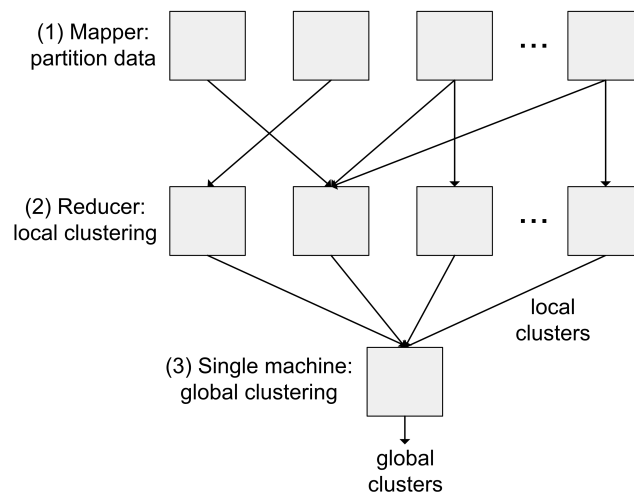 (1) Mapper:
partition data
...
(2) Reducer:
local clustering
...
local
clusters
(3) Single machine:
global clustering
global
clusters